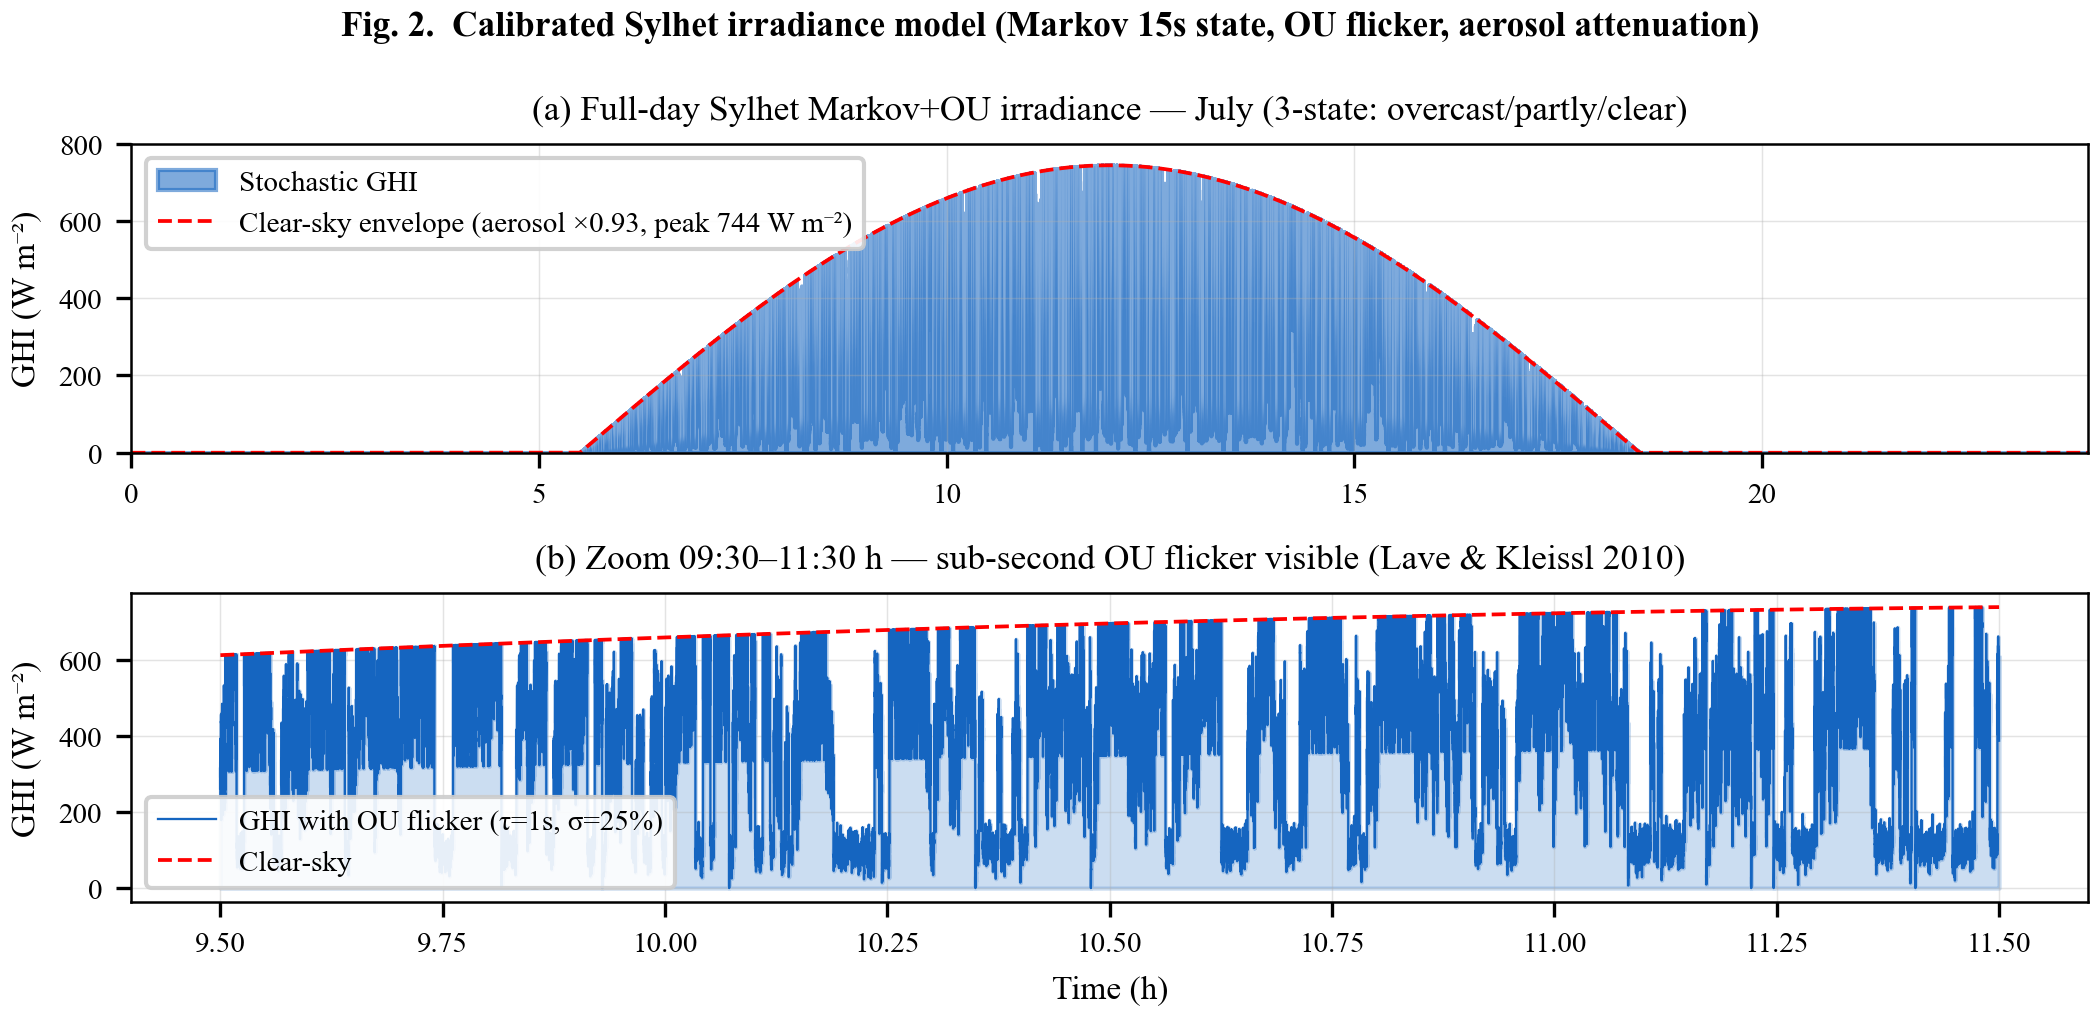 Fig. 2.  Calibrated Sylhet irradiance model (Markov 15s state, OU flicker, aerosol attenuation)
(a) Full-day Sylhet Markov+OU irradiance — July (3-state: overcast/partly/clear)
GHI (W m⁻²)
800
600
400
200
0
Stochastic GHI
Clear-sky envelope (aerosol ×0.93, peak 744 W m⁻²)
0 5 10 15 20
(b) Zoom 09:30–11:30 h — sub-second OU flicker visible (Lave & Kleissl 2010)
GHI (W m⁻²)
600
400
200
0
GHI with OU flicker (τ=1s, σ=25%)
Clear-sky
9.50 9.75 10.00 10.25 10.50 10.75 11.00 11.25 11.50
Time (h)